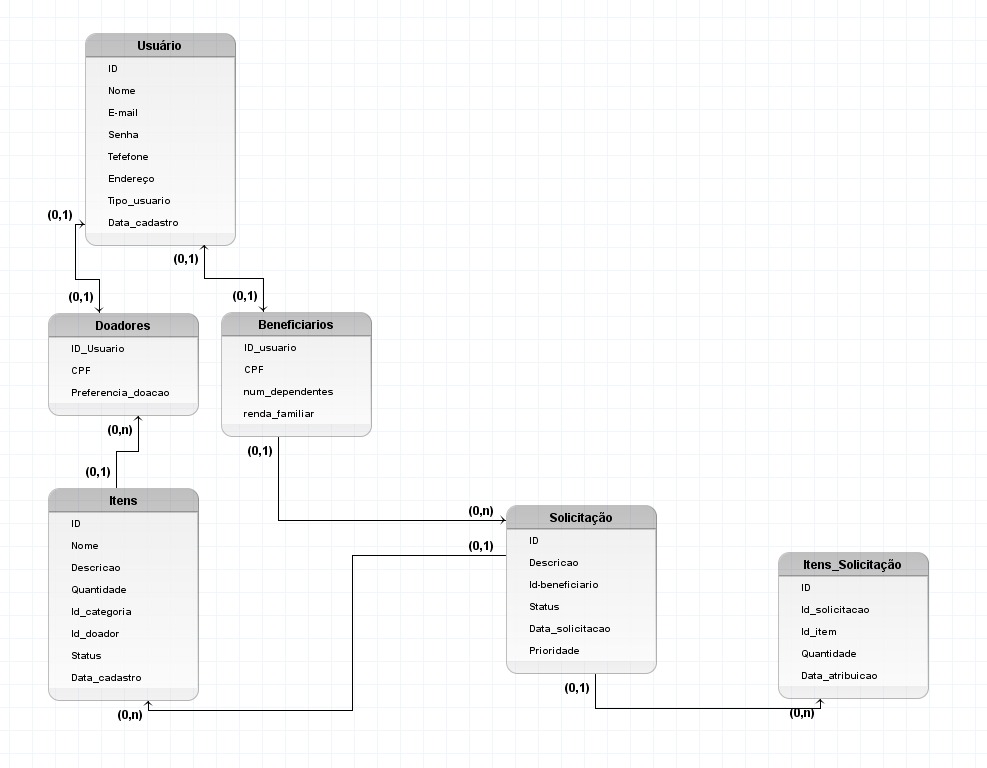 Usuário
ID
Nome
E-mail
Senha
Tefefone
Endereço
Tipo_usuario
Data_cadastro
(0,1)
(0,1)
(0,1)
(0,1)
Doadores
ID_Usuario
CPF
Preferencia_doacao
Beneficiarios
ID_usuario
CPF
num_dependentes
renda_familiar
(0,n)
(0,1)
(0,1)
(0,n)
(0,1)
Itens
ID
Nome
Descricao
Quantidade
Id_categoria
Id_doador
Status
Data_cadastro
(0,n)
Solicitação
ID
Descricao
Id-beneficiario
Status
Data_solicitacao
Prioridade
(0,1)
(0,n)
Itens_Solicitação
ID
Id_solicitacao
Id_item
Quantidade
Data_atribuicao